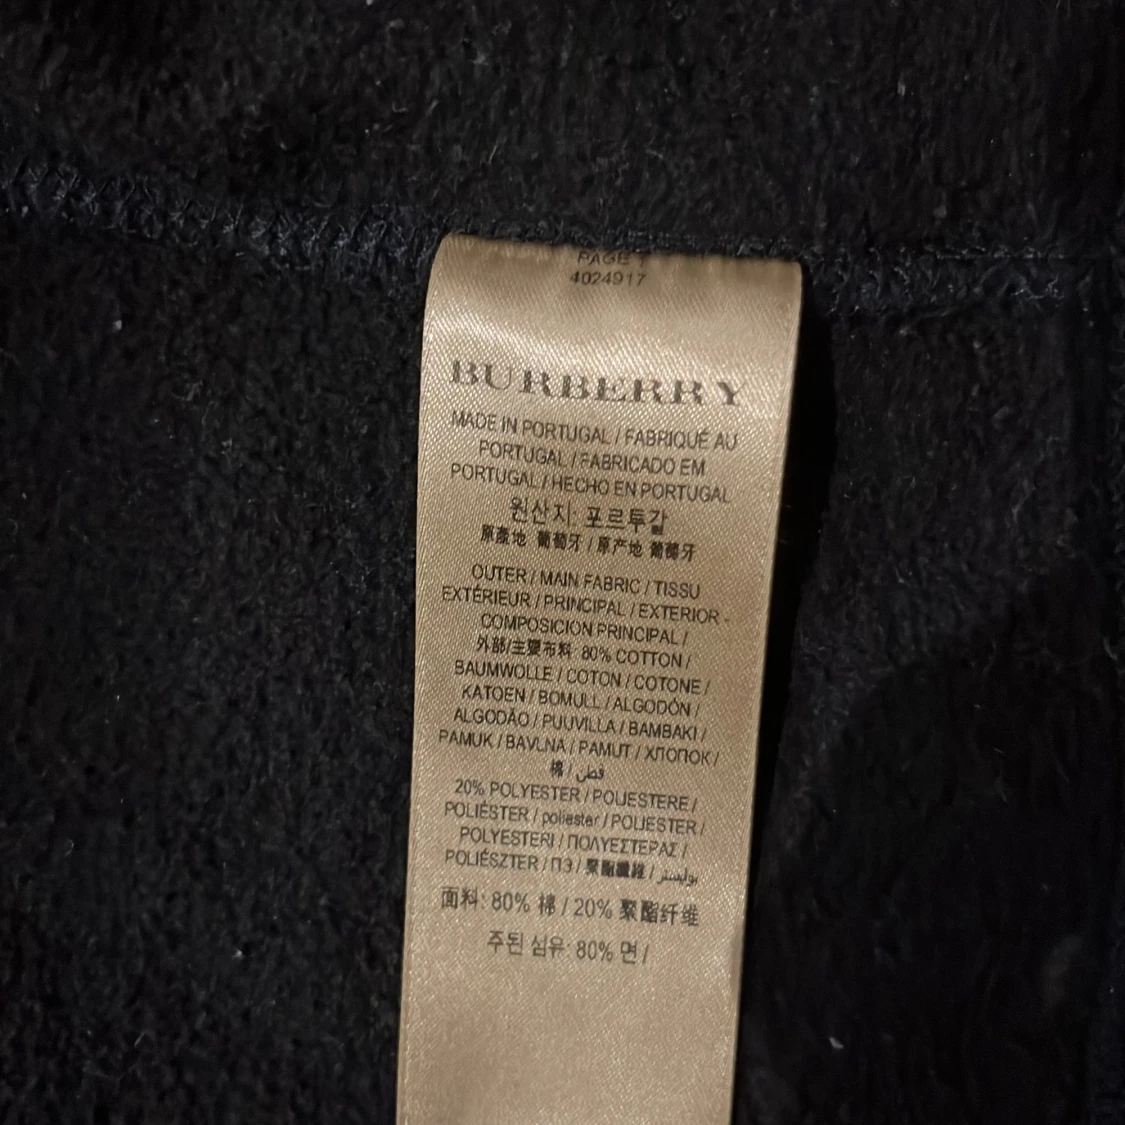 PAGE 1
4024917
BURBERRY
MADE IN PORTUGAL / FABRIQUÉ AU
PORTUGAL / FABRICADO EM
PORTUGAL / HECHO EN PORTUGAL
원산지: 포르투갈
原產地 葡萄牙 / 原产地 葡萄牙
OUTER / MAIN FABRIC / TISSU
EXTÉRIEUR / PRINCIPAL / EXTERIOR -
COMPOSICION PRINCIPAL /
外部/主要布料 80% COTTON /
BAUMWOLLE / COTON / COTONE /
KATOEN / BOMULL / ALGODÓN /
ALGODÃO / PUUVILLA / BAMBAKI /
PAMUK / BAVLNA / PAMUT / ХЛОПОК /
棉 / قطن
20% POLYESTER / POLIESTERE /
POLIÉSTER / poliester / POLIESTER /
POLYESTERI / ΠΟΛΥΕΣΤΕΡΑΣ /
POLIÉSZTER / ПЭ / 聚酯纖維 / بوليستر
面料: 80% 棉 / 20% 聚酯纤维
주된 섬유: 80% 면 /